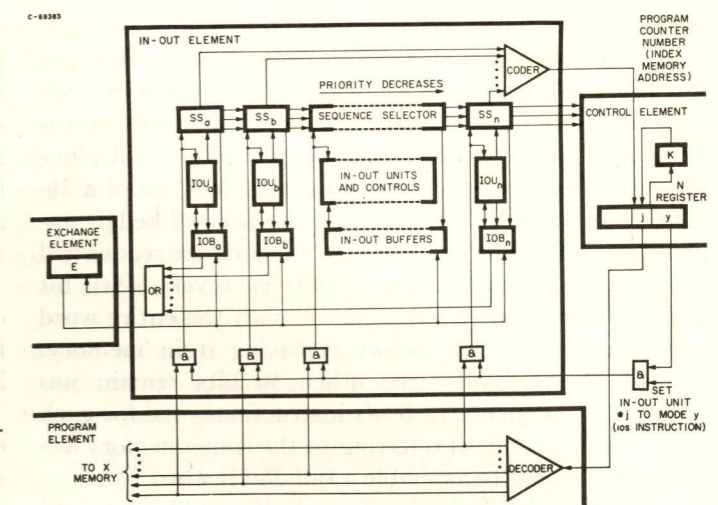 C-69383
PROGRAM
COUNTER
NUMBER
(INDEX
MEMORY
ADDRESS)
IN-OUT ELEMENT
CODER
PRIORITY DECREASES
SSa
SSb
SEQUENCE SELECTOR
SSn
CONTROL ELEMENT
K
N
REGISTER
j y
IOUa
IOUb
IN-OUT UNITS
AND CONTROLS
IOUn
EXCHANGE
ELEMENT
E
IOBa
IOBb
IN-OUT BUFFERS
IOBn
OR
&
&
&
&
&
SET
IN-OUT UNIT
#j TO MODE y
(ios INSTRUCTION)
PROGRAM
ELEMENT
TO X
MEMORY
DECODER